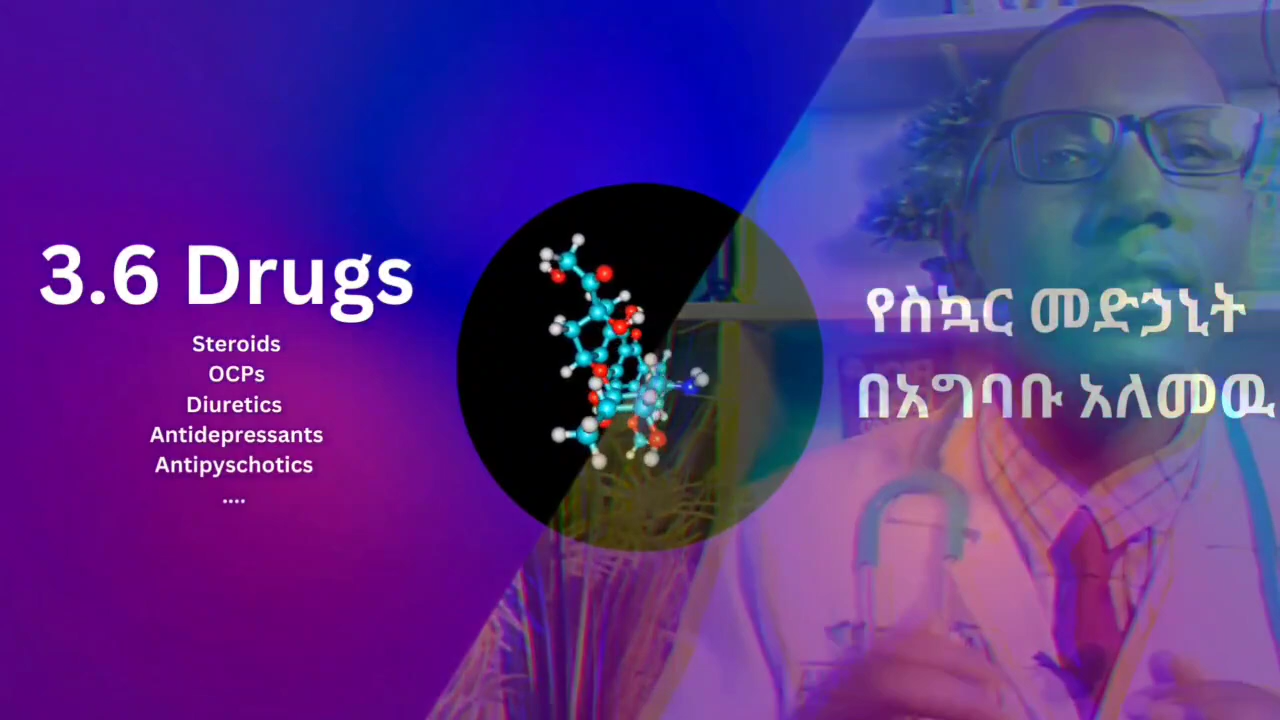 3.6 Drugs
Steroids
OCPs
Diuretics
Antidepressants
Antipyschotics
....
የስኳር መድኃኒት
በአግባቡ አለመዉ